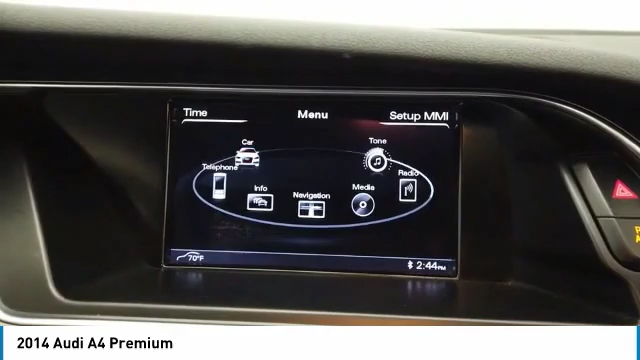 Time Menu Setup MMI
Car Tone
Telephone Radio
Info Navigation Media
70°F 2:44PM
P
2014 Audi A4 Premium